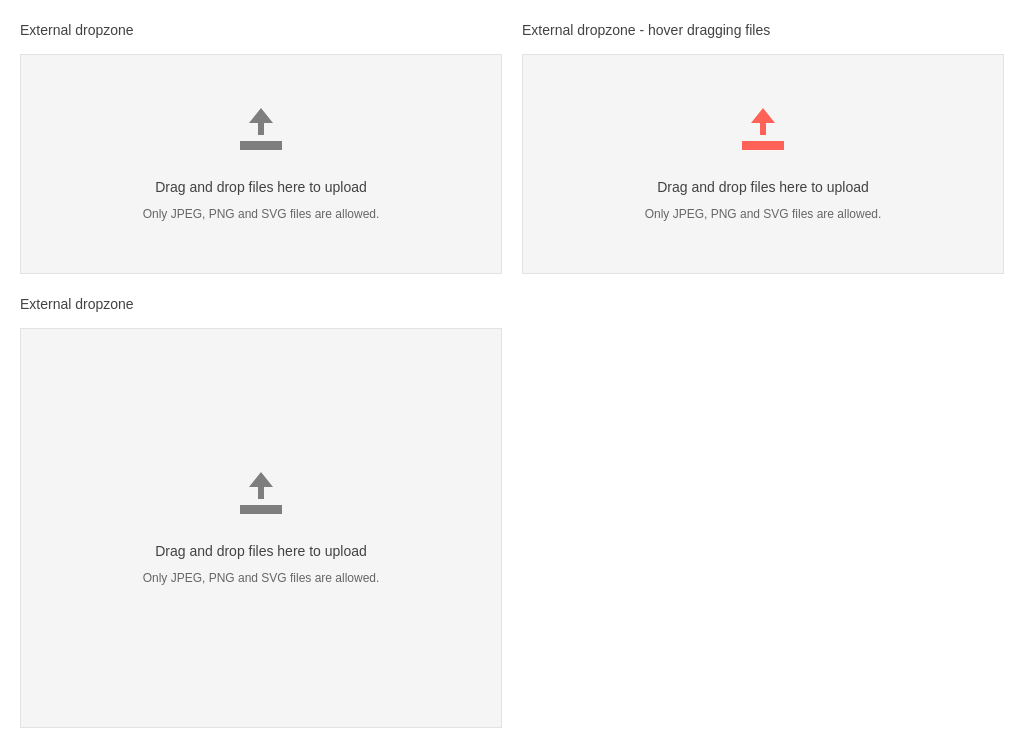 External dropzone
Drag and drop files here to upload
Only JPEG, PNG and SVG files are allowed.
External dropzone - hover dragging files
Drag and drop files here to upload
Only JPEG, PNG and SVG files are allowed.
External dropzone
Drag and drop files here to upload
Only JPEG, PNG and SVG files are allowed.